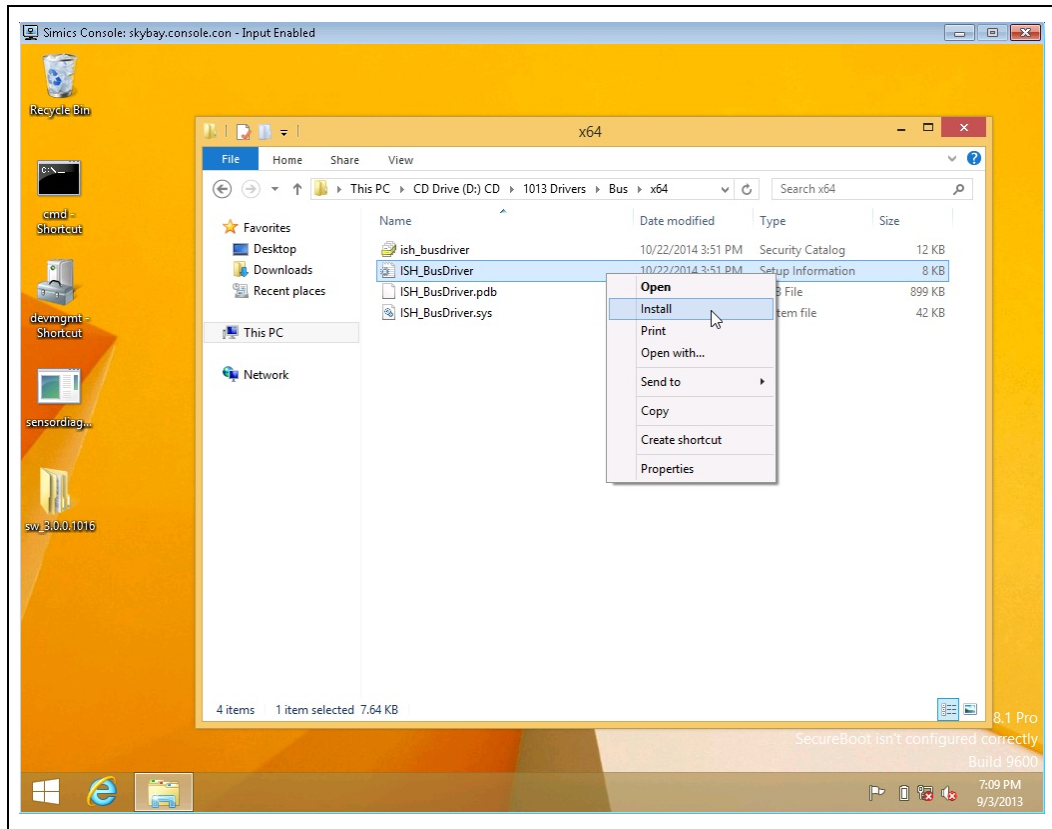 Simics Console: skybay.console.con - Input Enabled
Recycle Bin
C:\_
cmd -
Shortcut
devmgmt -
Shortcut
sensordiag...
sw_3.0.0.1016
x64
File Home Share View
This PC CD Drive (D:) CD 1013 Drivers Bus x64 Search x64
Favorites
Desktop
Downloads
Recent places
This PC
Network
Name Date modified Type Size
ish_busdriver 10/22/2014 3:51 PM Security Catalog 12 KB
ISH_BusDriver 10/22/2014 3:51 PM Setup Information 8 KB
ISH_BusDriver.pdb B File 899 KB
ISH_BusDriver.sys tem file 42 KB
Open
Install
Print
Open with...
Send to
Copy
Create shortcut
Properties
4 items 1 item selected 7.64 KB
8.1 Pro
SecureBoot isn't configured correctly
Build 9600
7:09 PM
9/3/2013